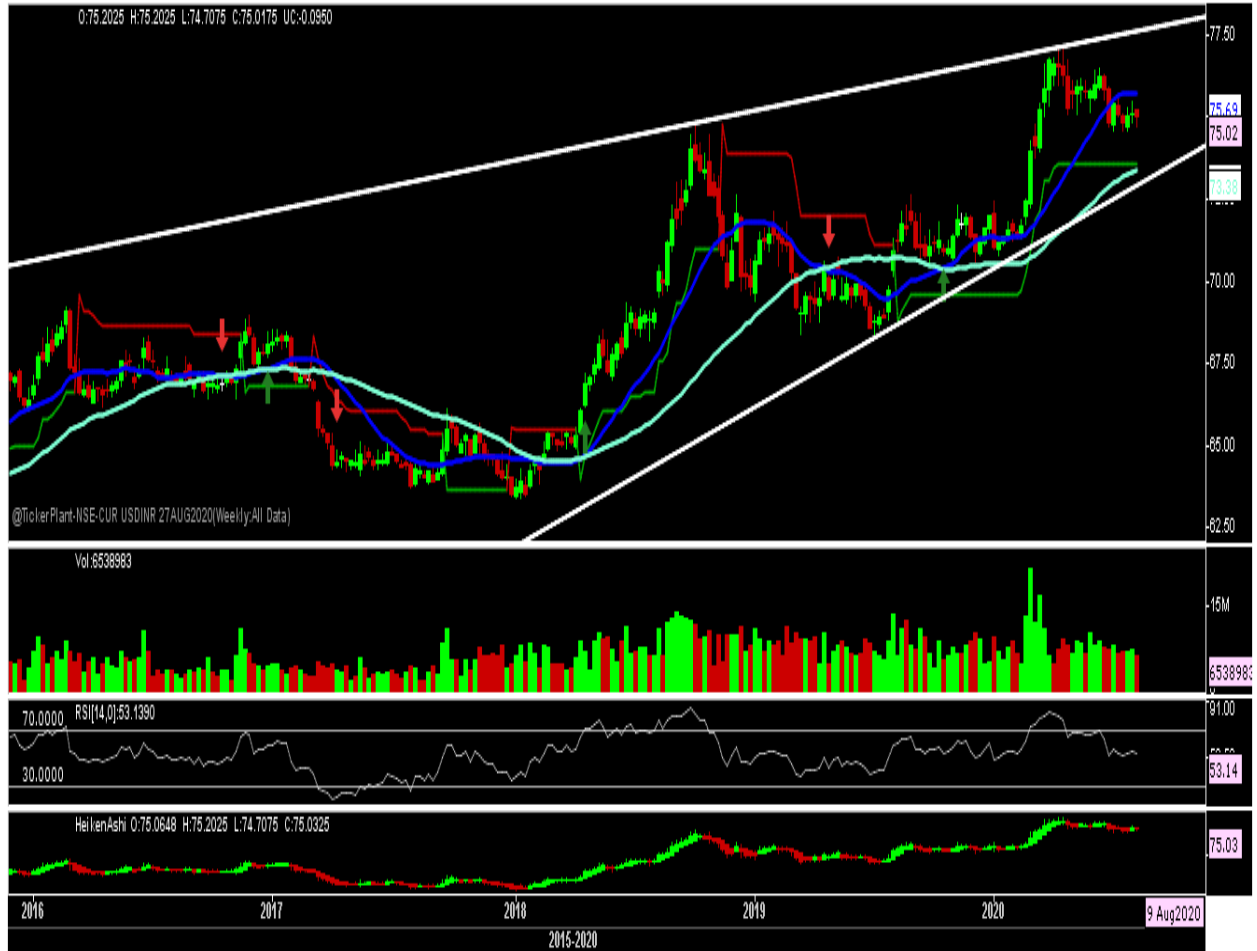 O:75.2025 H:75.2025 L:74.7075 C:75.0175 UC:-0.0950
77.50
75.69
75.02
73.38
70.00
67.50
65.00
62.50
@TickerPlant-NSE-CUR USDINR 27AUG2020(Weekly:All Data)
Vol:6538983
15M
6538983
RSI[14,0]:53.1390
70.0000
30.0000
91.00
53.14
HeikenAshi O:75.0648 H:75.2025 L:74.7075 C:75.0325
75.03
2016 2017 2018 2019 2020 9 Aug2020
2015-2020